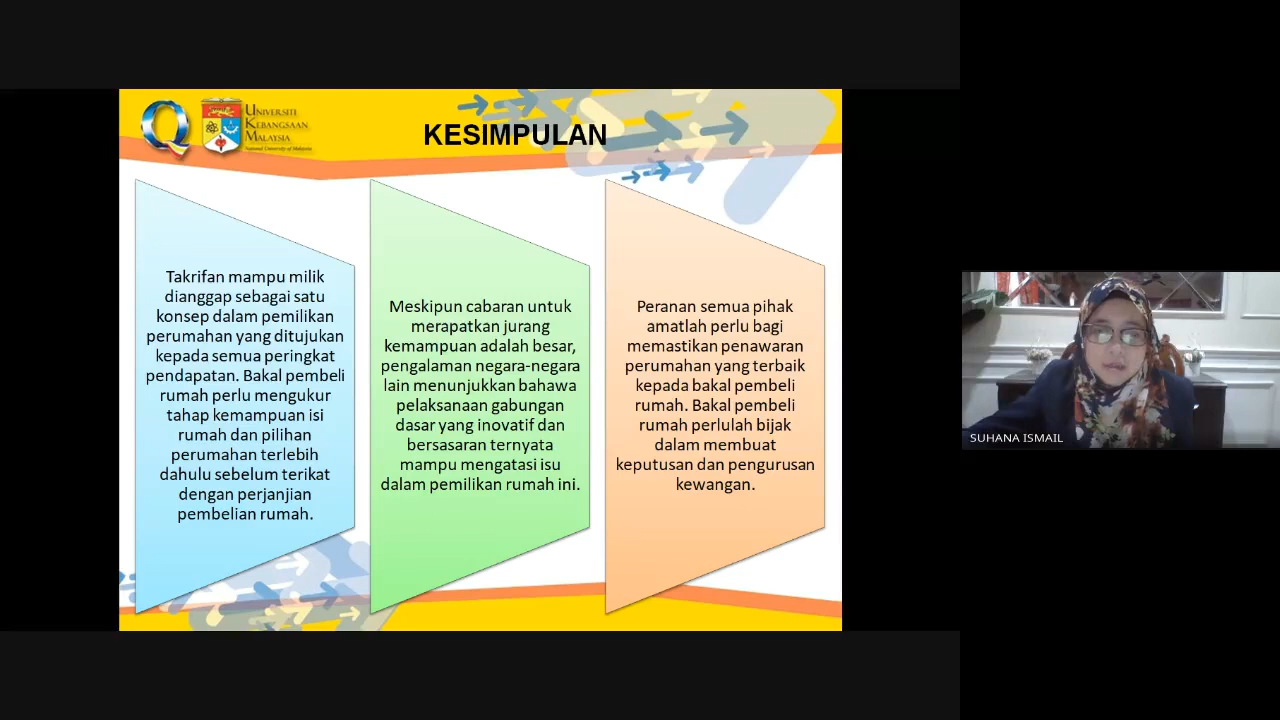 UNIVERSITI
KEBANGSAAN
MALAYSIA
National University of Malaysia
KESIMPULAN
Takrifan mampu milik
dianggap sebagai satu
konsep dalam pemilikan
perumahan yang ditujukan
kepada semua peringkat
pendapatan. Bakal pembeli
rumah perlu mengukur
tahap kemampuan isi
rumah dan pilihan
perumahan terlebih
dahulu sebelum terikat
dengan perjanjian
pembelian rumah.
Meskipun cabaran untuk
merapatkan jurang
kemampuan adalah besar,
pengalaman negara-negara
lain menunjukkan bahawa
pelaksanaan gabungan
dasar yang inovatif dan
bersasaran ternyata
mampu mengatasi isu
dalam pemilikan rumah ini.
Peranan semua pihak
amatlah perlu bagi
memastikan penawaran
perumahan yang terbaik
kepada bakal pembeli
rumah. Bakal pembeli
rumah perlulah bijak
dalam membuat
keputusan dan pengurusan
kewangan.
SUHANA ISMAIL